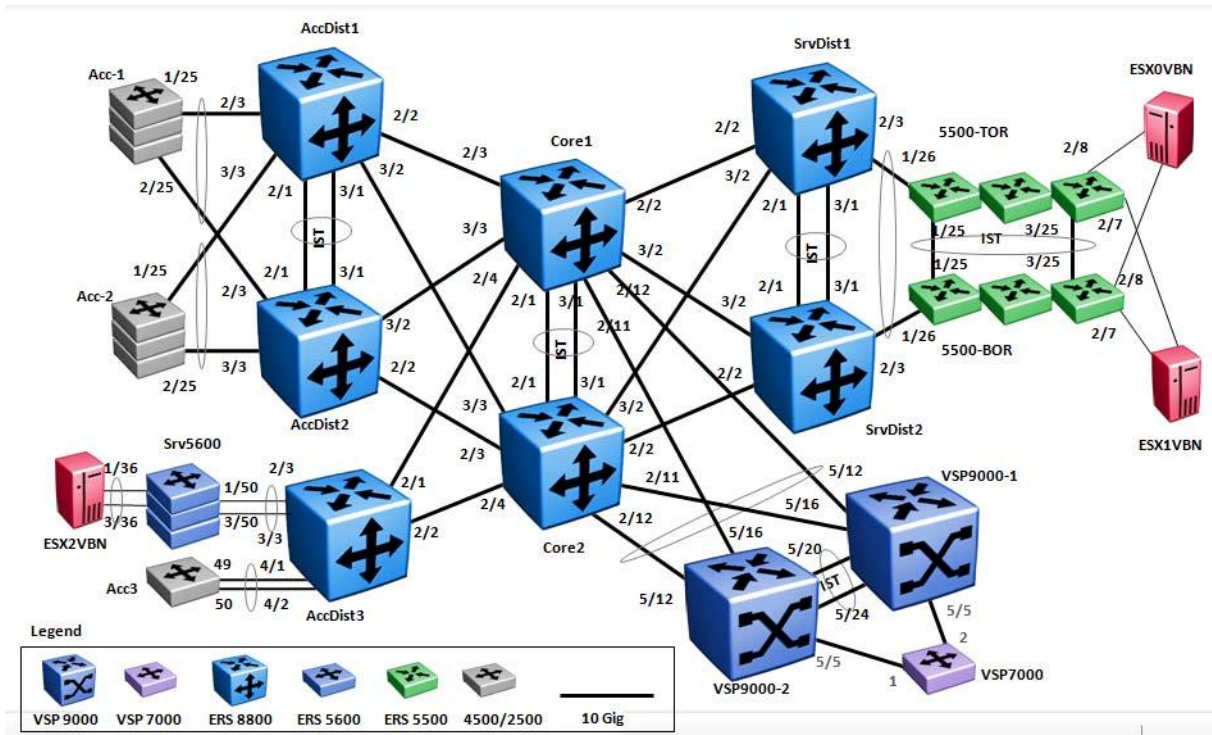 AccDist1
SrvDist1
Acc-1
1/25
ESX0VBN
2/3
2/2
2/2
2/3
5500-TOR
2/8
2/3
Core1
3/2
3/2
1/26
2/25
3/3
2/1
3/1
2/1
3/1
2/2
IST
3/3
3/2
IST
1/25
3/25
IST
2/7
1/25
3/25
1/25
Acc-2
2/3
2/1
3/1
2/4
2/1
3/1
2/12
3/2
2/1
3/1
2/8
3/2
2/11
1/26
5500-BOR
2/7
IST
2/25
3/3
2/2
2/1
3/1
2/2
2/3
AccDist2
3/3
3/2
SrvDist2
ESX1VBN
Srv5600
2/3
2/3
2/2
1/36
1/50
2/1
2/11
5/12
VSP9000-1
3/36
3/50
3/3
2/4
2/12
5/16
5/16
ESX2VBN
2/2
Core2
5/20
IST
Acc3
49
4/1
50
4/2
AccDist3
5/12
5/24
5/5
2
5/5
1
VSP7000
VSP9000-2
Legend
VSP 9000
VSP 7000
ERS 8800
ERS 5600
ERS 5500
4500/2500
10 Gig